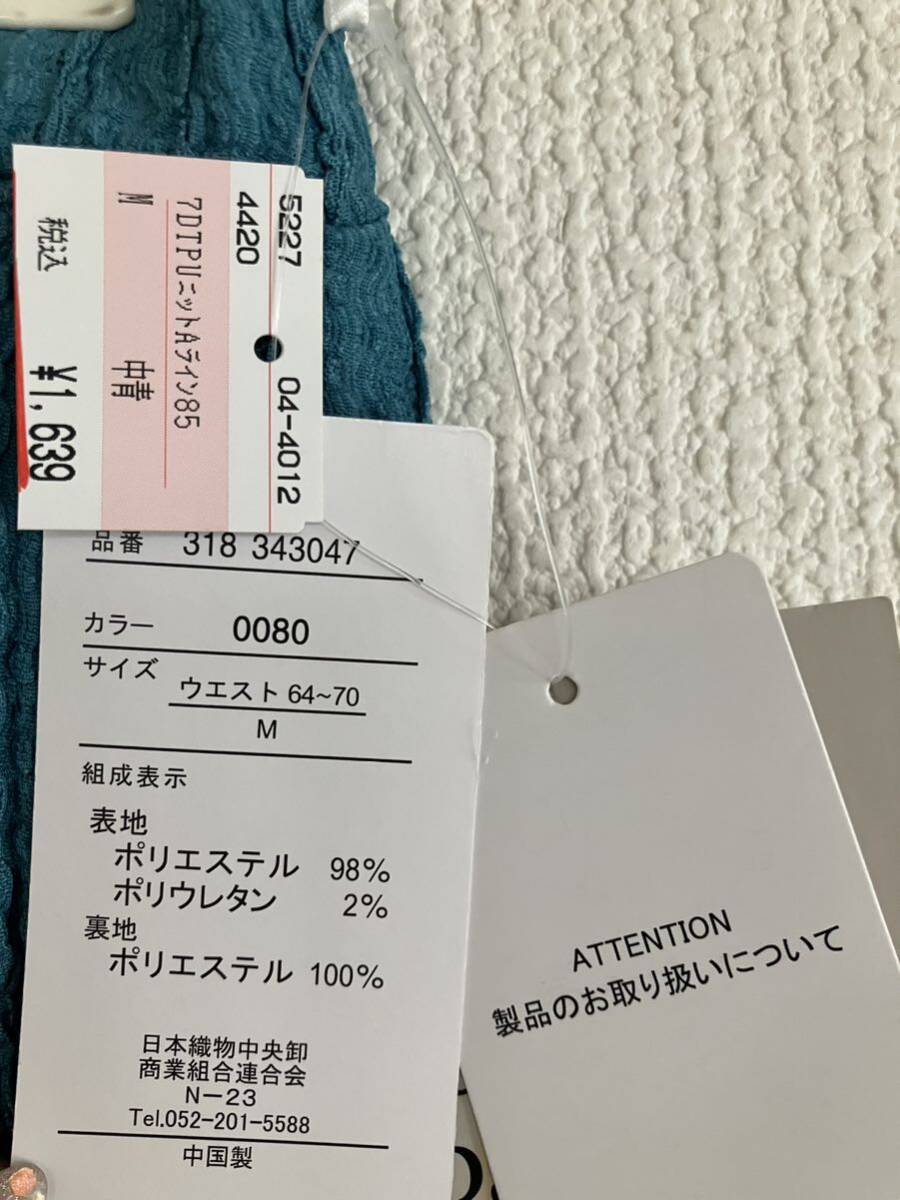 5227
4420
04-4012
7DTPUニットAライン85
M
中青
税込
¥1,639
品番 318 343047
カラー 0080
サイズ ウエスト 64~70
M
組成表示
表地
ポリエステル 98%
ポリウレタン 2%
裏地
ポリエステル 100%
日本織物中央卸
商業組合連合会
N-23
Tel.052-201-5588
中国製
ATTENTION
製品のお取り扱いについて